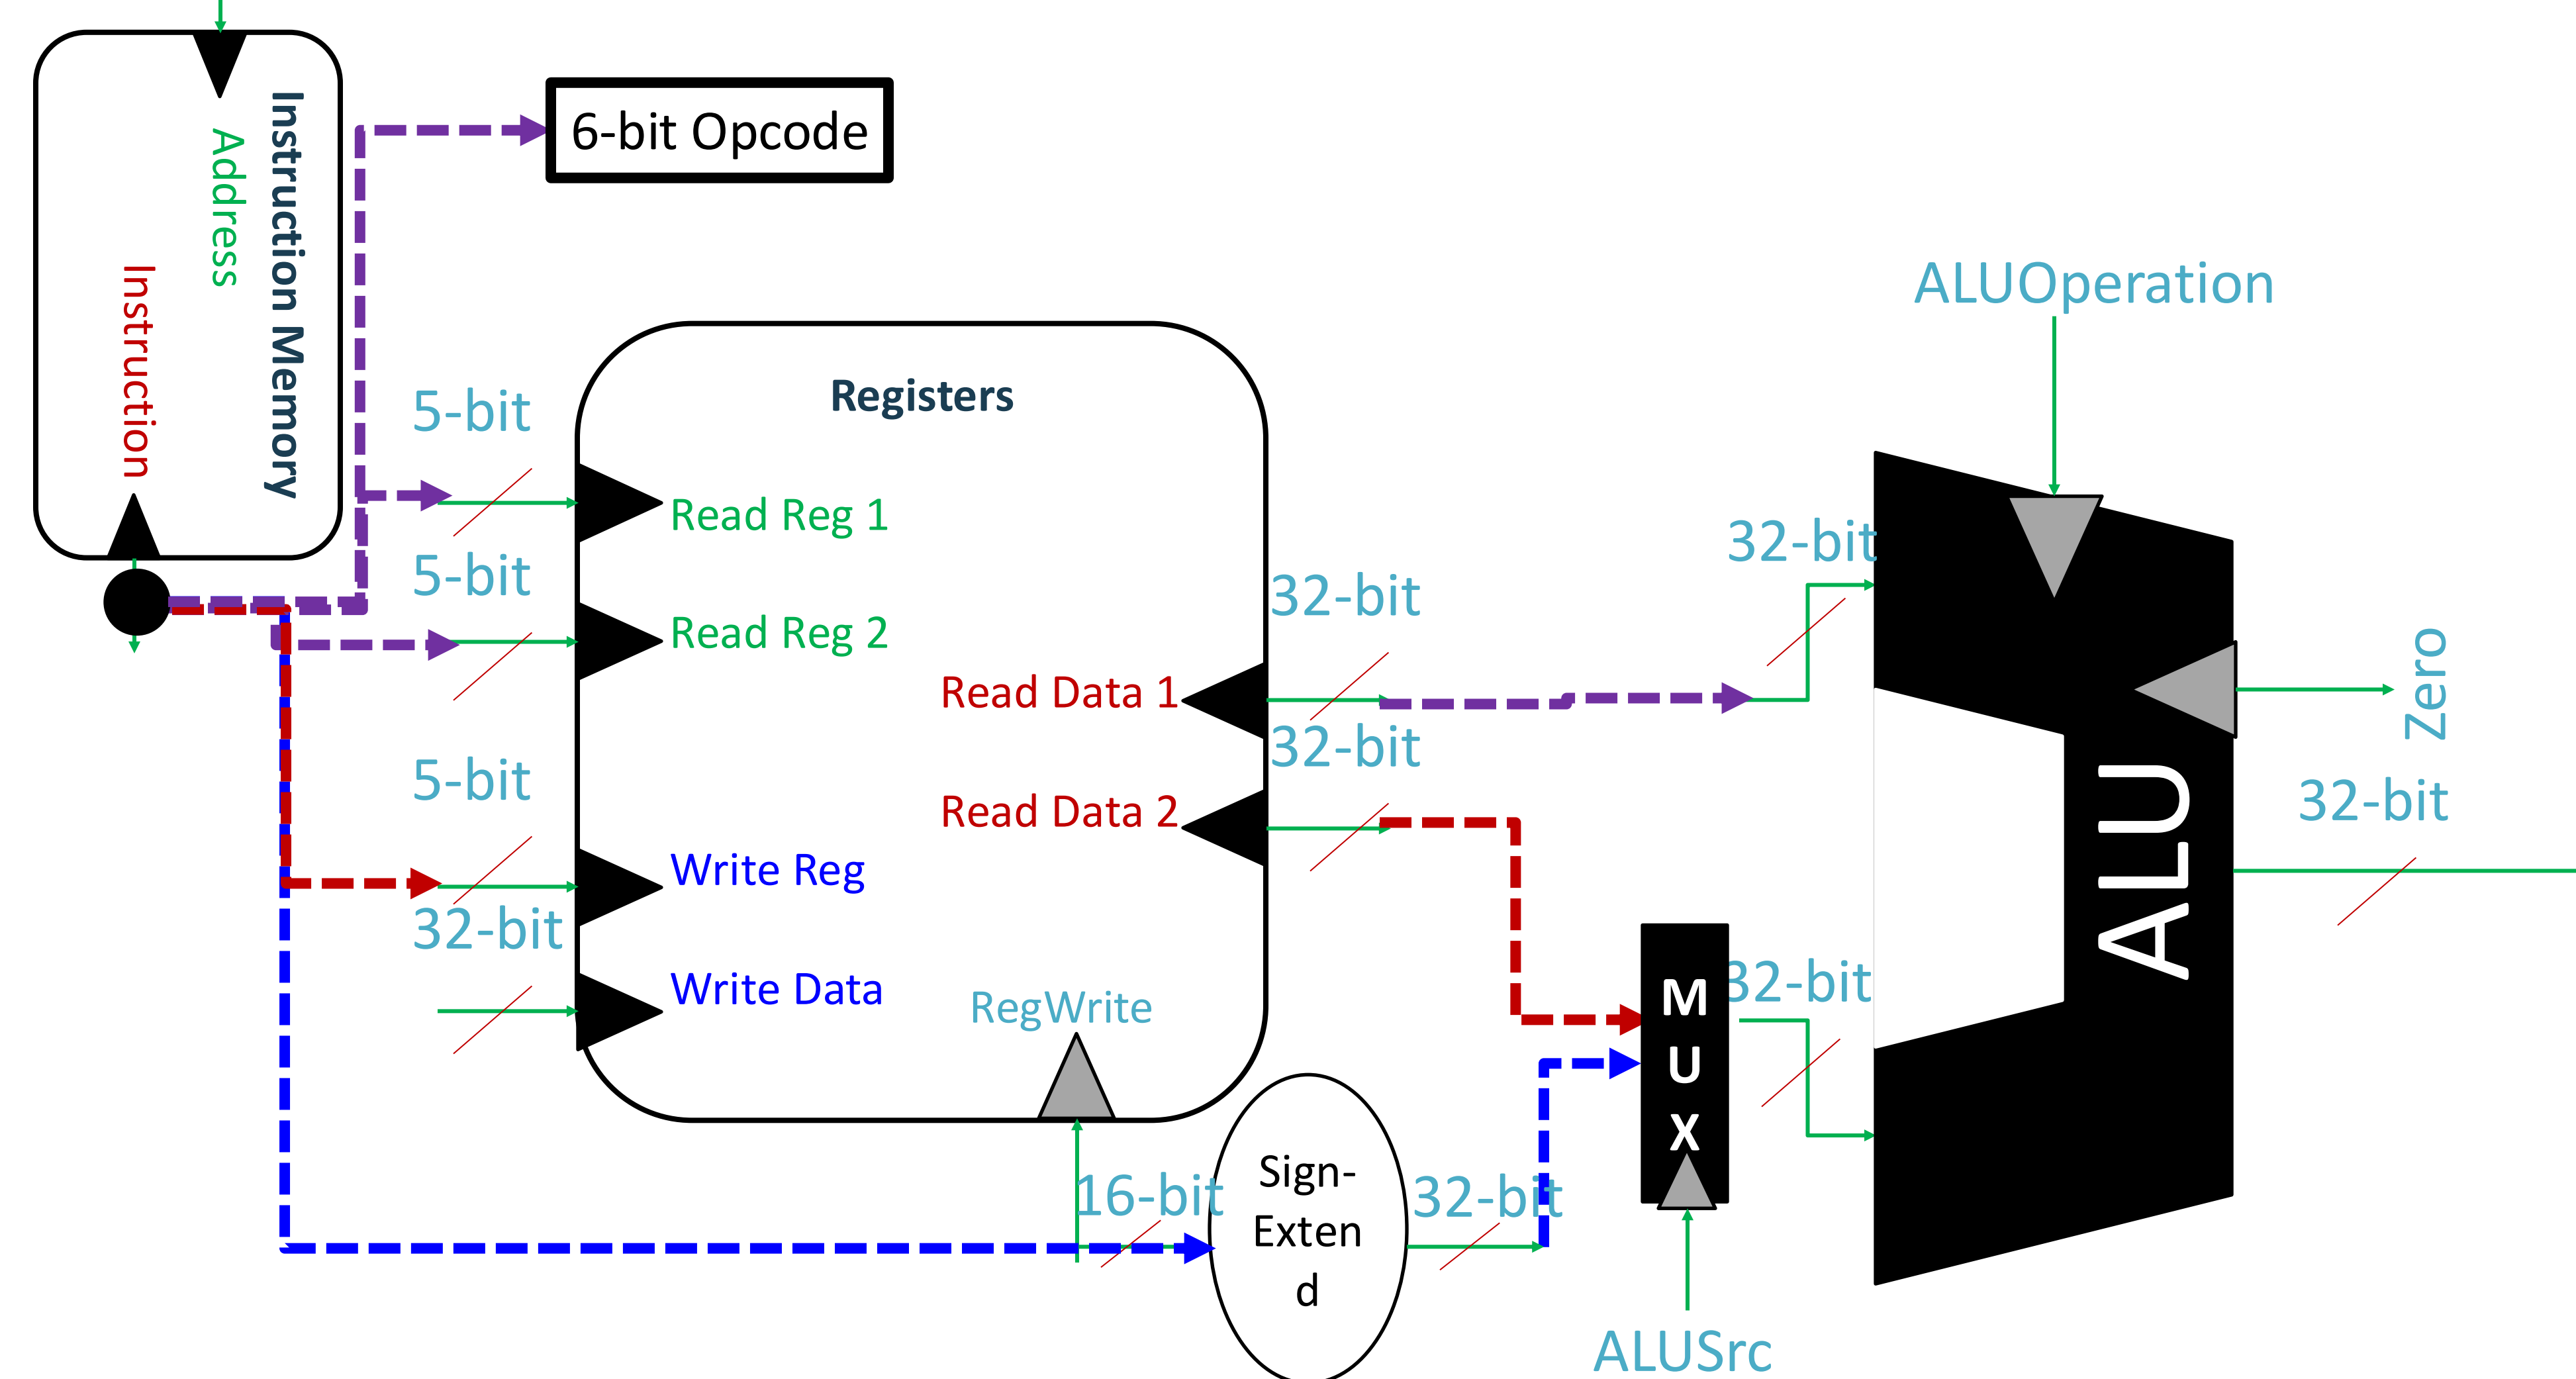 Instruction Memory
Address
Instruction
6-bit Opcode
ALUOperation
Registers
5-bit
Read Reg 1
5-bit
Read Reg 2
5-bit
Write Reg
32-bit
Write Data
RegWrite
Read Data 1
32-bit
Read Data 2
32-bit
32-bit
Zero
32-bit
ALU
M
U
X
32-bit
16-bit
Sign-
Exten
d
32-bit
ALUSrc